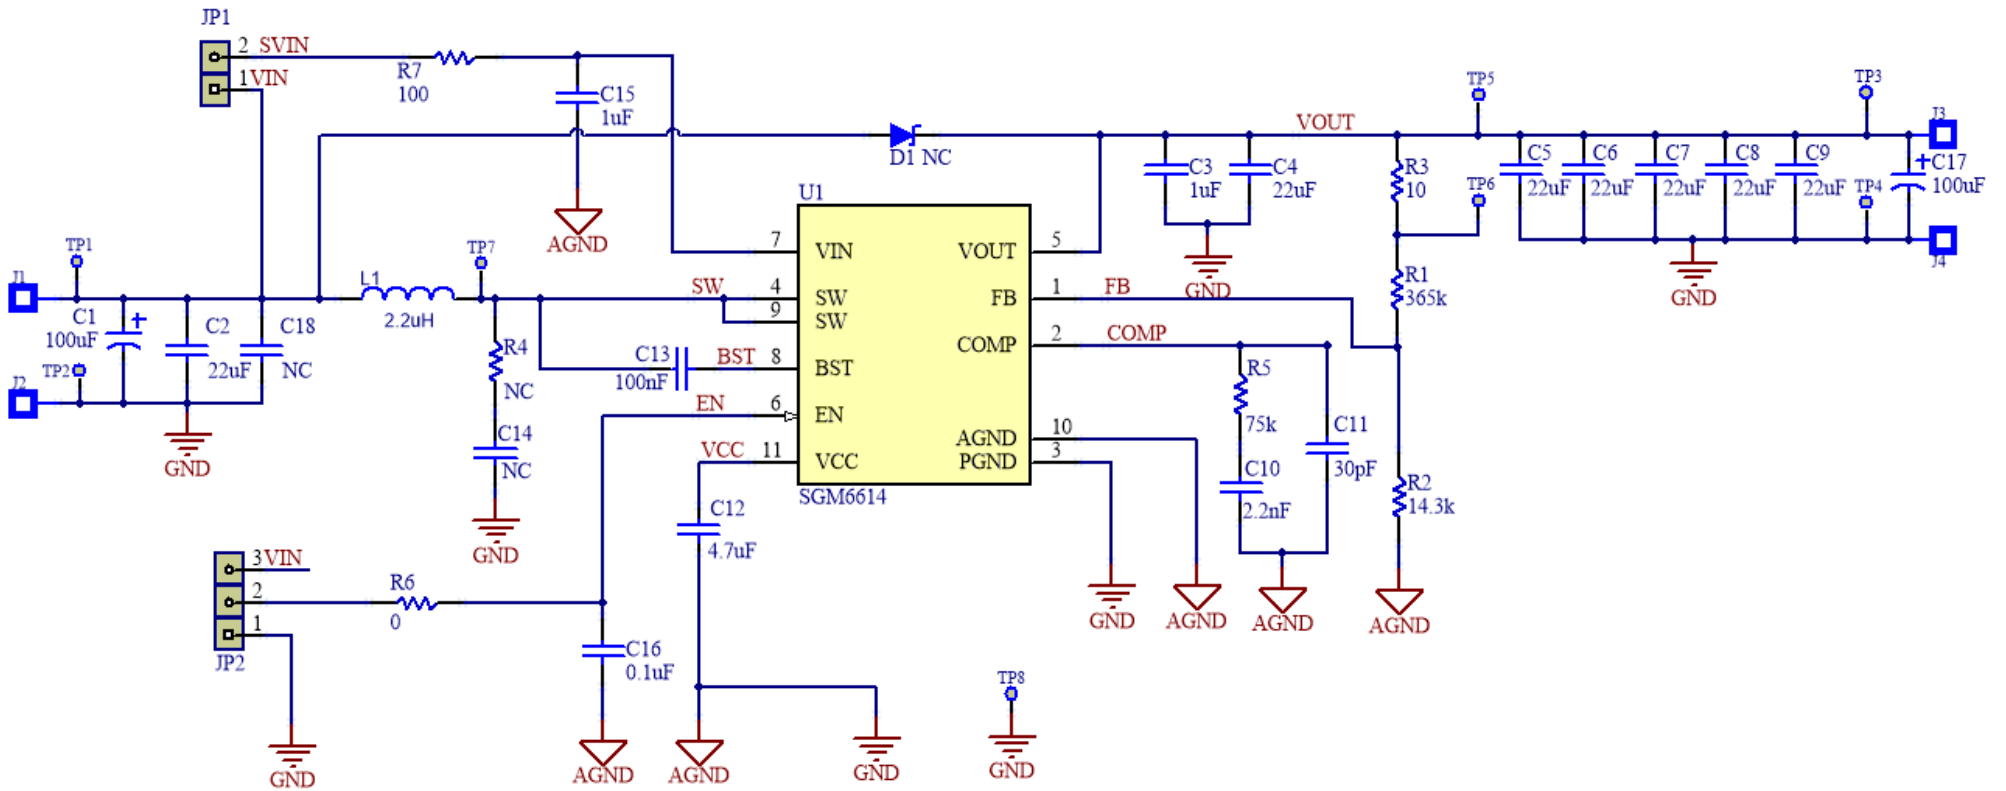 JP1
2 SVIN
1 VIN
R7
100
C15
1uF
D1 NC
VOUT
TP5
TP3
J3
C3
1uF
C4
22uF
R3
10
TP6
C5
22uF
C6
22uF
C7
22uF
C8
22uF
C9
22uF
TP4
C17
100uF
J4
GND
AGND
GND
U1
7 VIN
SW 4 SW
9 SW
BST 8 BST
EN 6 EN
VCC 11 VCC
VOUT 5
FB 1 FB
COMP 2 COMP
AGND 10
PGND 3
SGM6614
TP1
J1
C1
100uF
C2
22uF
C18
NC
TP2
J2
GND
L1
2.2uH
TP7
R4
NC
C14
NC
GND
C13
100nF
R1
365k
R5
75k
C10
2.2nF
C11
30pF
R2
14.3k
GND
AGND
AGND
AGND
C12
4.7uF
3 VIN
2
1
JP2
R6
0
C16
0.1uF
GND
AGND
AGND
GND
TP8
GND